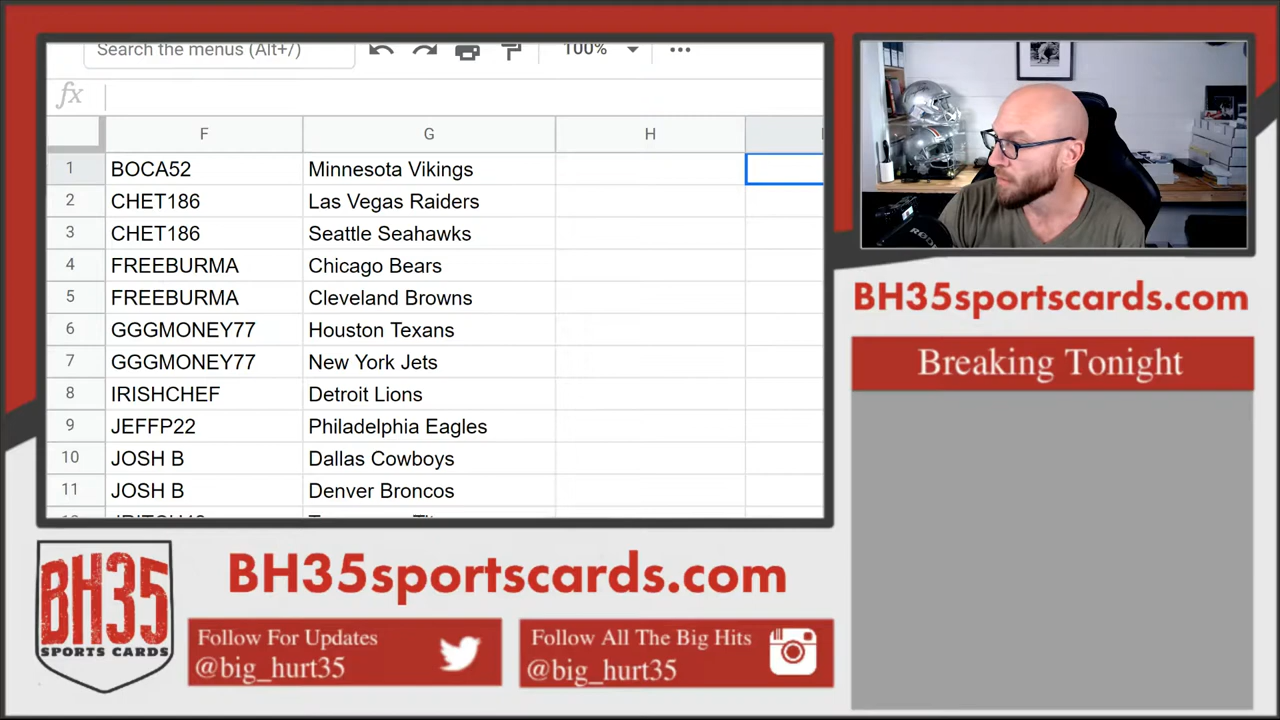 Search the menus (Alt+/)
100%
fx
F G H
1 BOCA52 Minnesota Vikings
2 CHET186 Las Vegas Raiders
3 CHET186 Seattle Seahawks
4 FREEBURMA Chicago Bears
5 FREEBURMA Cleveland Browns
6 GGGMONEY77 Houston Texans
7 GGGMONEY77 New York Jets
8 IRISHCHEF Detroit Lions
9 JEFFP22 Philadelphia Eagles
10 JOSH B Dallas Cowboys
11 JOSH B Denver Broncos
RODE
BH35sportscards.com
Breaking Tonight
BH35
SPORTS CARDS
BH35sportscards.com
Follow For Updates
@big_hurt35
Follow All The Big Hits
@big_hurt35